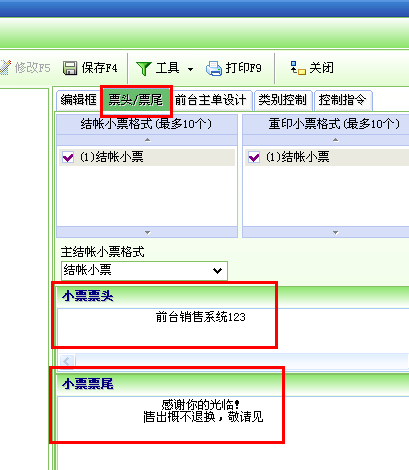 修改F5 保存F4 工具 打印F9 关闭
编辑框 票头/票尾 前台主单设计 类别控制 控制指令
结帐小票格式(最多10个) 重印小票格式(最多10个)
(1)结帐小票 (1)结帐小票
主结帐小票格式
结帐小票
小票票头
前台销售系统123
小票票尾
感谢你的光临!
售出概不退换，敬请见